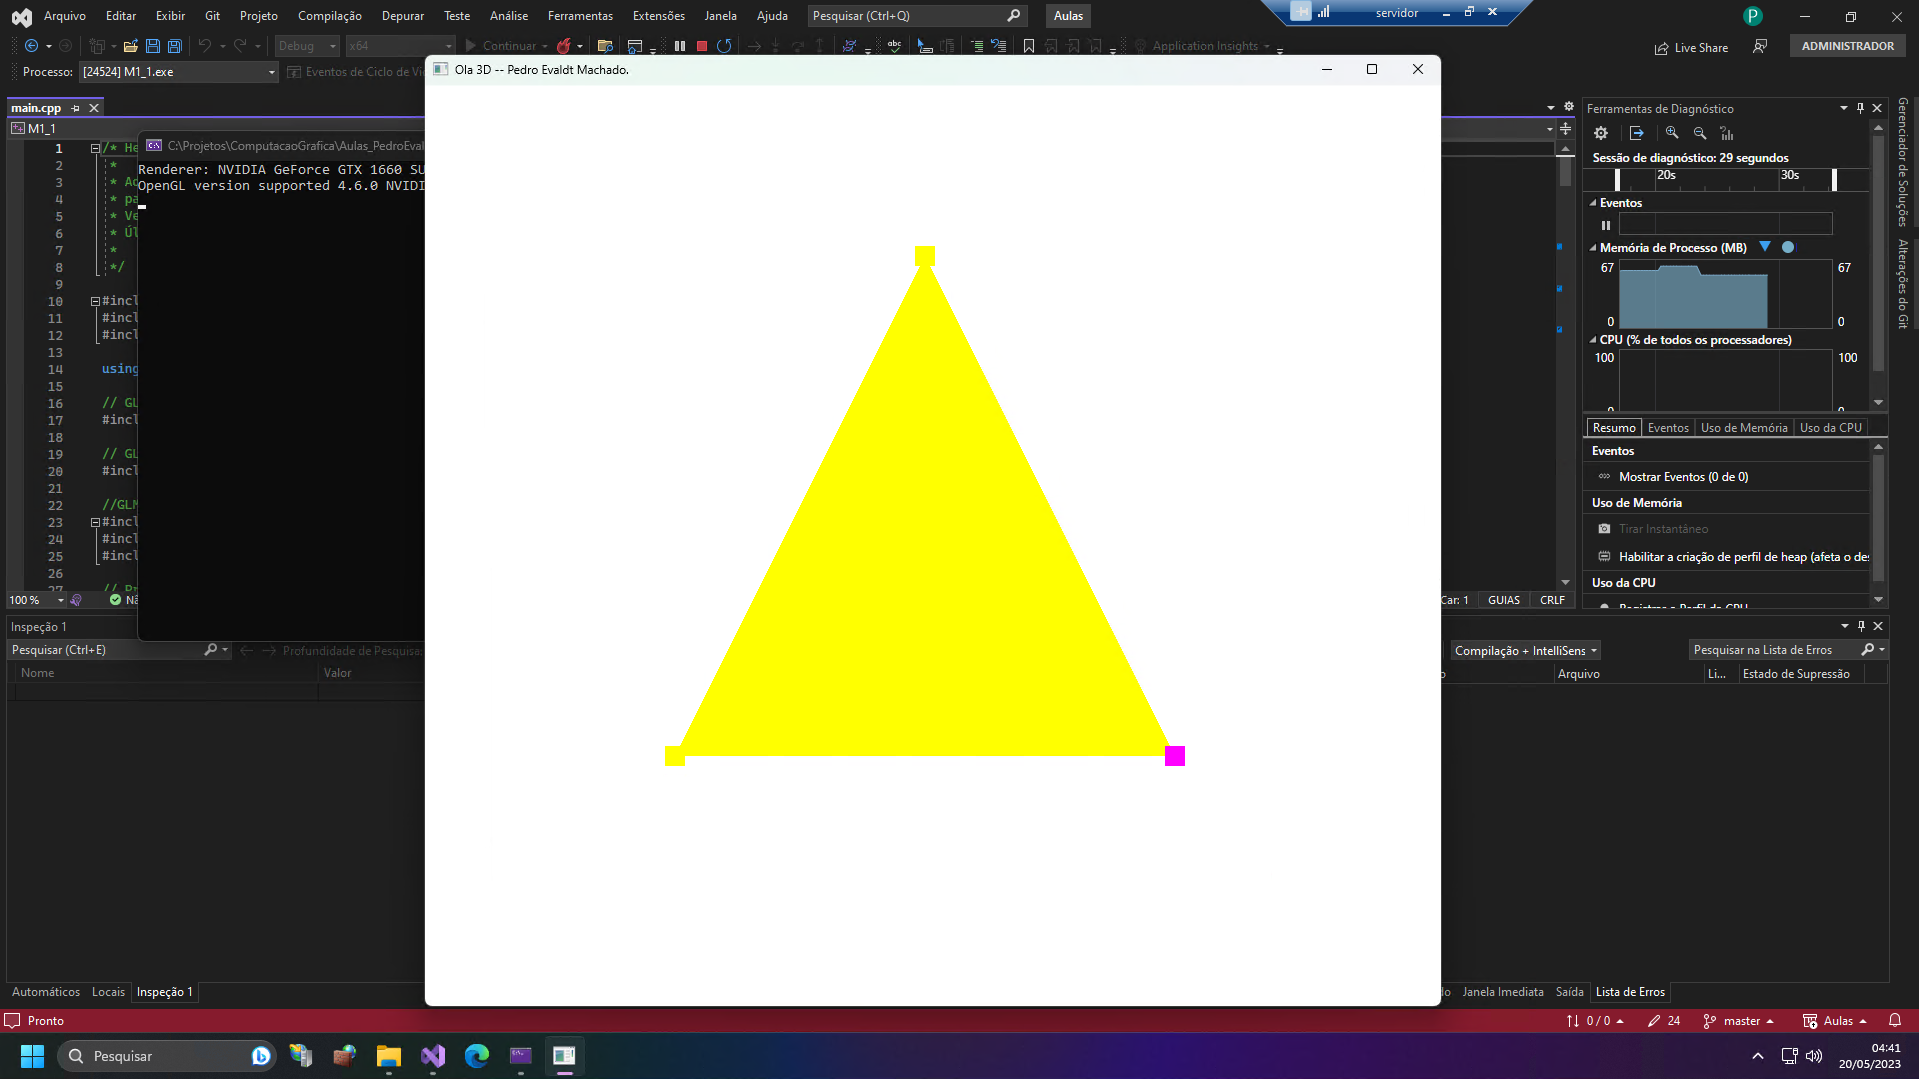 Arquivo Editar Exibir Git Projeto Compilação Depurar Teste Análise Ferramentas Extensões Janela Ajuda Pesquisar (Ctrl+Q) Aulas servidor P
Debug x64 Continuar abc Application Insights Live Share ADMINISTRADOR
Processo: [24524] M1_1.exe Eventos de Ciclo de Vi
Ola 3D -- Pedro Evaldt Machado.
main.cpp
M1_1
C:\Projetos\ComputacaoGrafica\Aulas_PedroEval
Renderer: NVIDIA GeForce GTX 1660 SU
OpenGL version supported 4.6.0 NVIDI
1 /* He
2 *
3 * Ad
4 * pa
5 * Ve
6 * Úl
7 *
8 */
9
10 #incl
11 #incl
12 #incl
13
14 using
15
16 // GL
17 #incl
18
19 // GL
20 #incl
21
22 //GLM
23 #incl
24 #incl
25 #incl
26
27 // Pr
100 % Nã
Car: 1 GUIAS CRLF
Ferramentas de Diagnóstico
Sessão de diagnóstico: 29 segundos
20s 30s
Eventos
Memória de Processo (MB)
67 67
0 0
CPU (% de todos os processadores)
100 100
0 0
Resumo Eventos Uso de Memória Uso da CPU
Eventos
Mostrar Eventos (0 de 0)
Uso de Memória
Tirar Instantâneo
Habilitar a criação de perfil de heap (afeta o des
Uso da CPU
Registrar o Perfil da CPU
Gerenciador de Soluções
Alterações do Git
Inspeção 1
Pesquisar (Ctrl+E) Profundidade de Pesquisa:
Nome Valor
Compilação + IntelliSens Pesquisar na Lista de Erros
o Arquivo Li... Estado de Supressão
Automáticos Locais Inspeção 1
do Janela Imediata Saída Lista de Erros
Pronto 0 / 0 24 master Aulas
Pesquisar
04:41
20/05/2023